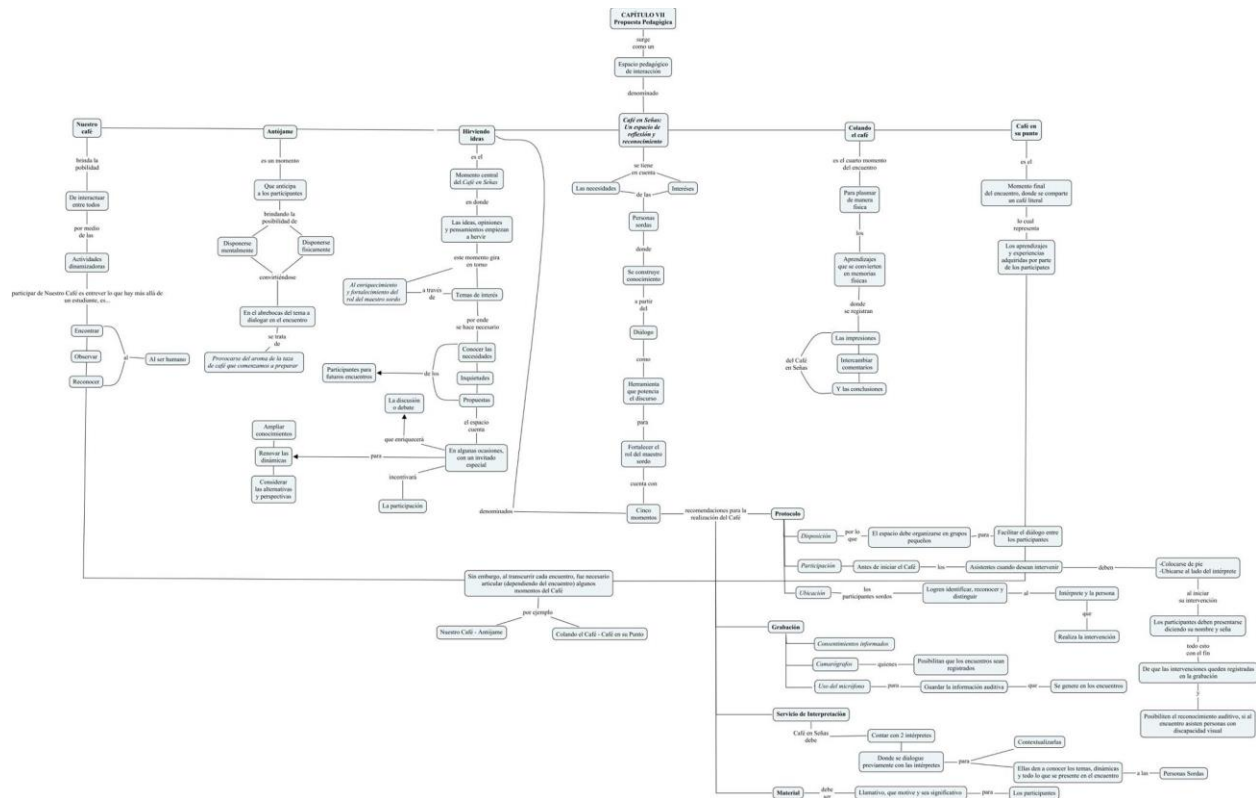 CAPÍTULO VII
Propuesta Pedagógica
surge
como un
Espacio pedagógico
de interacción
denominado
Café en Señas:
Un espacio de
reflexión y
reconocimiento
Nuestro
café
brinda la
pobilidad
De interactuar
entre todos
por medio
de las
Actividades
dinamizadoras
participar de Nuestro Café es entrever lo que hay más allá de
un estudiante, es...
Encontrar
Observar
Reconocer
al
Al ser humano
Antójame
es un momento
Que anticipa
a los participantes
brindando la
posibilidad de
Disponerse
mentalmente
Disponerse
físicamente
convirtiéndose
En el abrebocas del tema a
dialogar en el encuentro
se trata
de
Provocarse del aroma de la taza
de café que comenzamos a preparar
Hirviendo
ideas
es el
Momento central
del Café en Señas
en donde
Las ideas, opiniones
y pensamientos empiezan
a hervir
este momento gira
en torno
Al enriquecimiento
y fortalecimiento del
rol del maestro sordo
a través
de
Temas de interés
por ende
se hace necesario
Conocer las
necesidades
Inquietudes
Propuestas
de los
Participantes para
futuros encuentros
el espacio
cuenta
En algunas ocasiones,
con un invitado
especial
que enriquecerá
La discusión
o debate
para
Ampliar
conocimientos
Renovar las
dinámicas
Considerar
las alternativas
y perspectivas
incentivará
La participación
se tiene
en cuenta
Las necesidades
Interéses
de las
Personas
sordas
donde
Se construye
conocimiento
a partir
del
Diálogo
como
Herramienta
que potencia
el discurso
para
Fortalecer el
rol del maestro
sordo
cuenta con
Cinco
momentos
denominados
Colando
el café
es el cuarto momento
del encuentro
Para plasmar
de manera
física
los
Aprendizajes
que se convierten
en memorias
físicas
donde
se registran
Las impresiones
Intercambiar
comentarios
Y las conclusiones
del Café
en Señas
Café en
su punto
es el
Momento final
del encuentro, donde se comparte
un café literal
lo cual
representa
Los aprendizajes
y experiencias
adquiridas por parte
de los participanes
Sin embargo, al transcurrir cada encuentro, fue necesario
articular (dependiendo del encuentro) algunos
momentos del Café
por ejemplo
Nuestro Café - Antójame
Colando el Café - Café en su Punto
recomendaciones para la
realización del Café
Protocolo
Disposición
por lo
que
El espacio debe organizarse en grupos
pequeños
para
Facilitar el diálogo entre
los participantes
Participación
Antes de iniciar el Café
los
Asistentes cuando desean intervenir
deben
-Colocarse de pie
-Ubicarse al lado del intérprete
al iniciar
su intervención
Los participantes deben presentarse
diciendo su nombre y seña
todo esto
con el fin
De que las intervenciones queden registradas
en la grabación
y
Posibiliten el reconocimiento auditivo, si al
encuentro asisten personas con
discapacidad visual
Ubicación
los
participantes sordos
Logren identificar, reconocer y
distinguir
al
Intérprete y la persona
que
Realiza la intervención
Grabación
Consentimientos informados
Camarógrafos
quienes
Posibilitan que los encuentros sean
registrados
Uso del micrófono
para
Guardar la información auditiva
que
Se genere en los encuentros
Servicio de Interpretación
Café en Señas
debe
Contar con 2 intérpretes
Donde se dialogue
previamente con las intérpretes
para
Contextualizarlas
Ellas den a conocer los temas, dinámicas
y todo lo que se presente en el encuentro
a las
Personas Sordas
Material
debe
ser
Llamativo, que motive y sea significativo
para
Los participantes